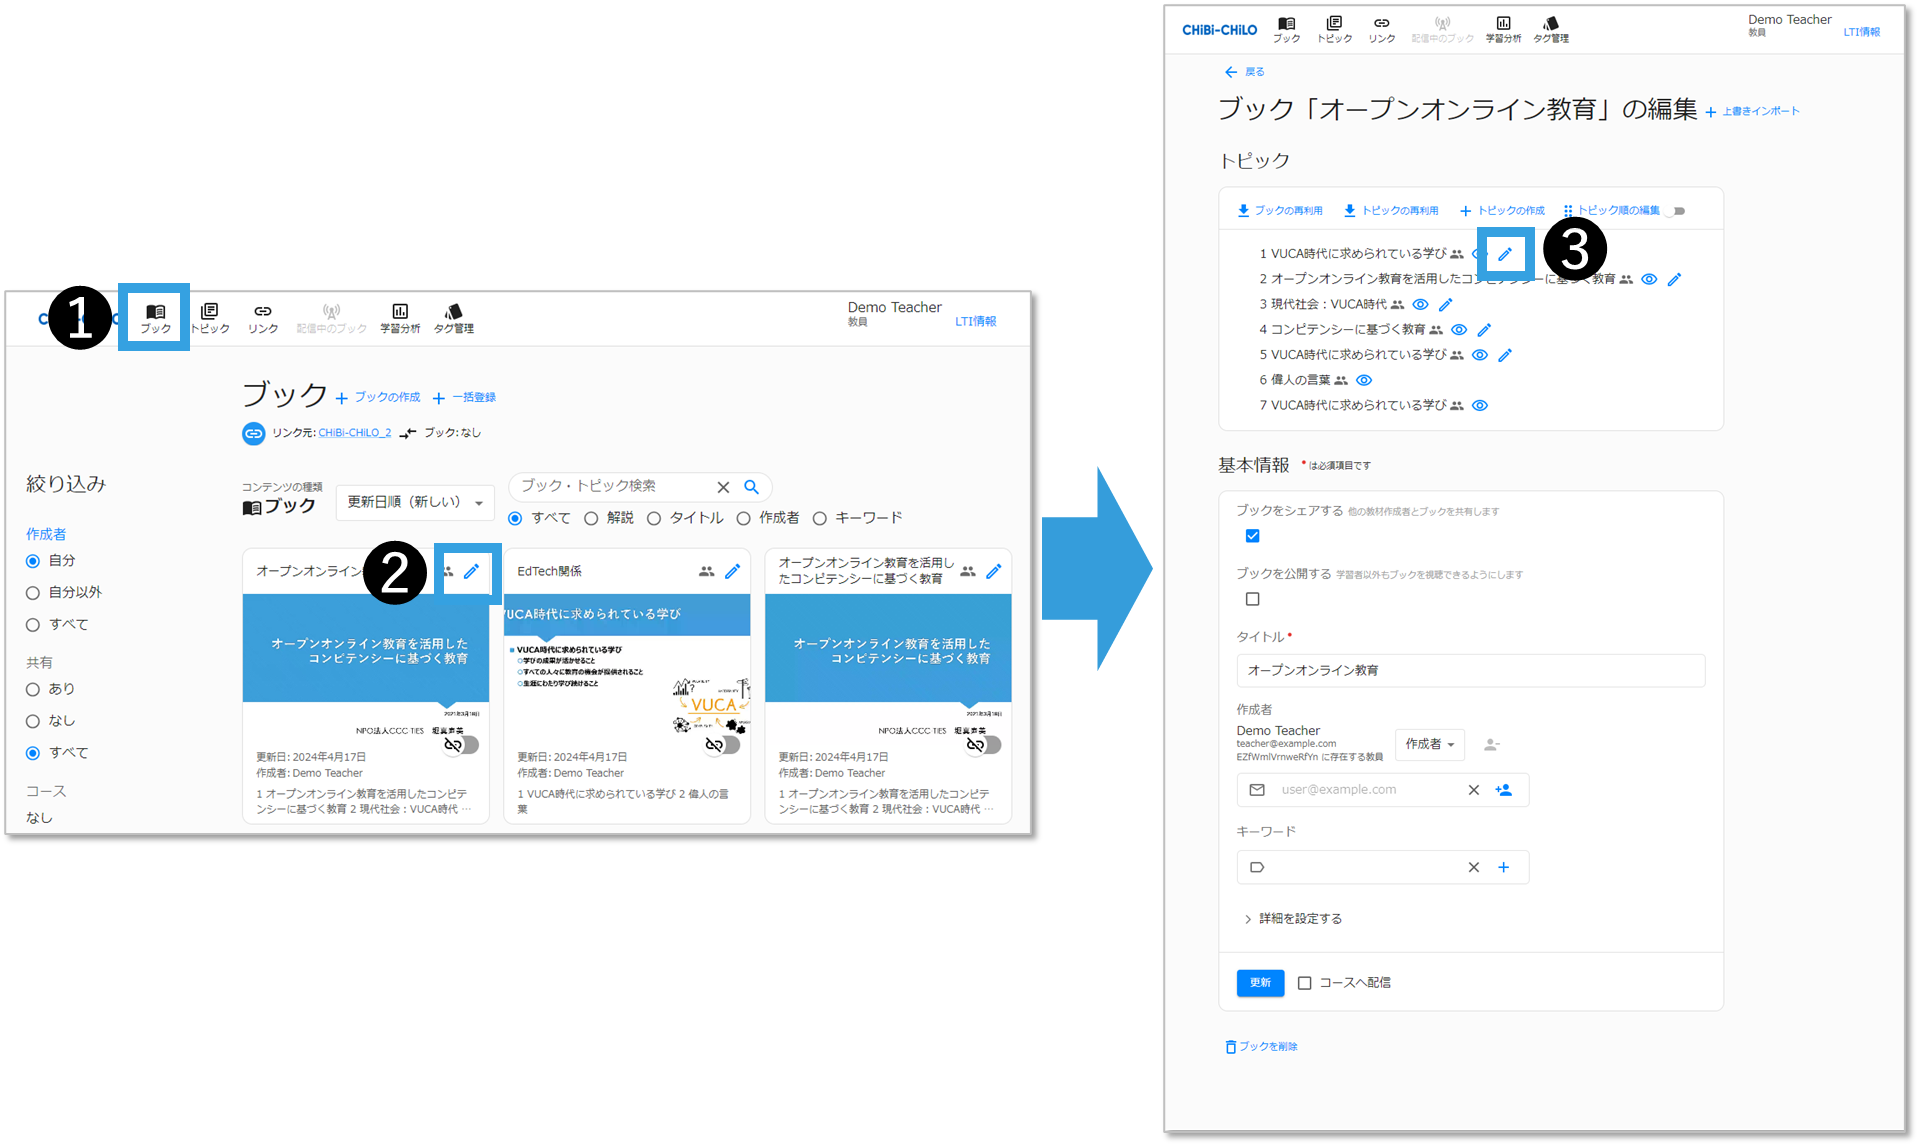 1
ブック
トピック
リンク
配信中のブック
学習分析
タグ管理
Demo Teacher
教員
LTI情報
ブック
+ ブックの作成
+ 一括登録
リンク元: CHiBi-CHiLO_2
ブック:なし
絞り込み
作成者
自分
自分以外
すべて
共有
あり
なし
すべて
コース
なし
コンテンツの種類
ブック
更新日順（新しい）
ブック・トピック検索
すべて
解説
タイトル
作成者
キーワード
2
オープンオンライン
オープンオンライン教育を活用した
コンピテンシーに基づく教育
2021年3月18日
NPO法人CCC TIES 堀真寿美
更新日: 2024年4月17日
作成者: Demo Teacher
1 オープンオンライン教育を活用したコンピテ
ンシーに基づく教育 2 現代社会：VUCA時代 …
EdTech関係
VUCA時代に求められている学び
VUCA時代に求められている学び
学びの成果が活かせること
すべての人々に教育の機会が提供されること
生涯にわたり学び続けること
VUCA
更新日: 2024年4月17日
作成者: Demo Teacher
1 VUCA時代に求められている学び 2 偉人の言
葉
オープンオンライン教育を活用し
たコンピテンシーに基づく教育
オープンオンライン教育を活用した
コンピテンシーに基づく教育
2021年3月18日
NPO法人CCC TIES 堀真寿美
更新日: 2024年4月17日
作成者: Demo Teacher
1 オープンオンライン教育を活用したコンピテ
ンシーに基づく教育 2 現代社会：VUCA時代 …
CHiBi-CHiLO
ブック
トピック
リンク
配信中のブック
学習分析
タグ管理
Demo Teacher
教員
LTI情報
戻る
ブック「オープンオンライン教育」の編集
+ 上書きインポート
トピック
ブックの再利用
トピックの再利用
+ トピックの作成
トピック順の編集
3
1 VUCA時代に求められている学び
2 オープンオンライン教育を活用したコンピテンシーに基づく教育
3 現代社会：VUCA時代
4 コンピテンシーに基づく教育
5 VUCA時代に求められている学び
6 偉人の言葉
7 VUCA時代に求められている学び
基本情報 * は必須項目です
ブックをシェアする 他の教材作成者とブックを共有します
ブックを公開する 学習者以外もブックを視聴できるようにします
タイトル *
オープンオンライン教育
作成者
Demo Teacher
teacher@example.com
EZfWmlVrnweRfYn に存在する教員
作成者
user@example.com
キーワード
詳細を設定する
更新
コースへ配信
ブックを削除